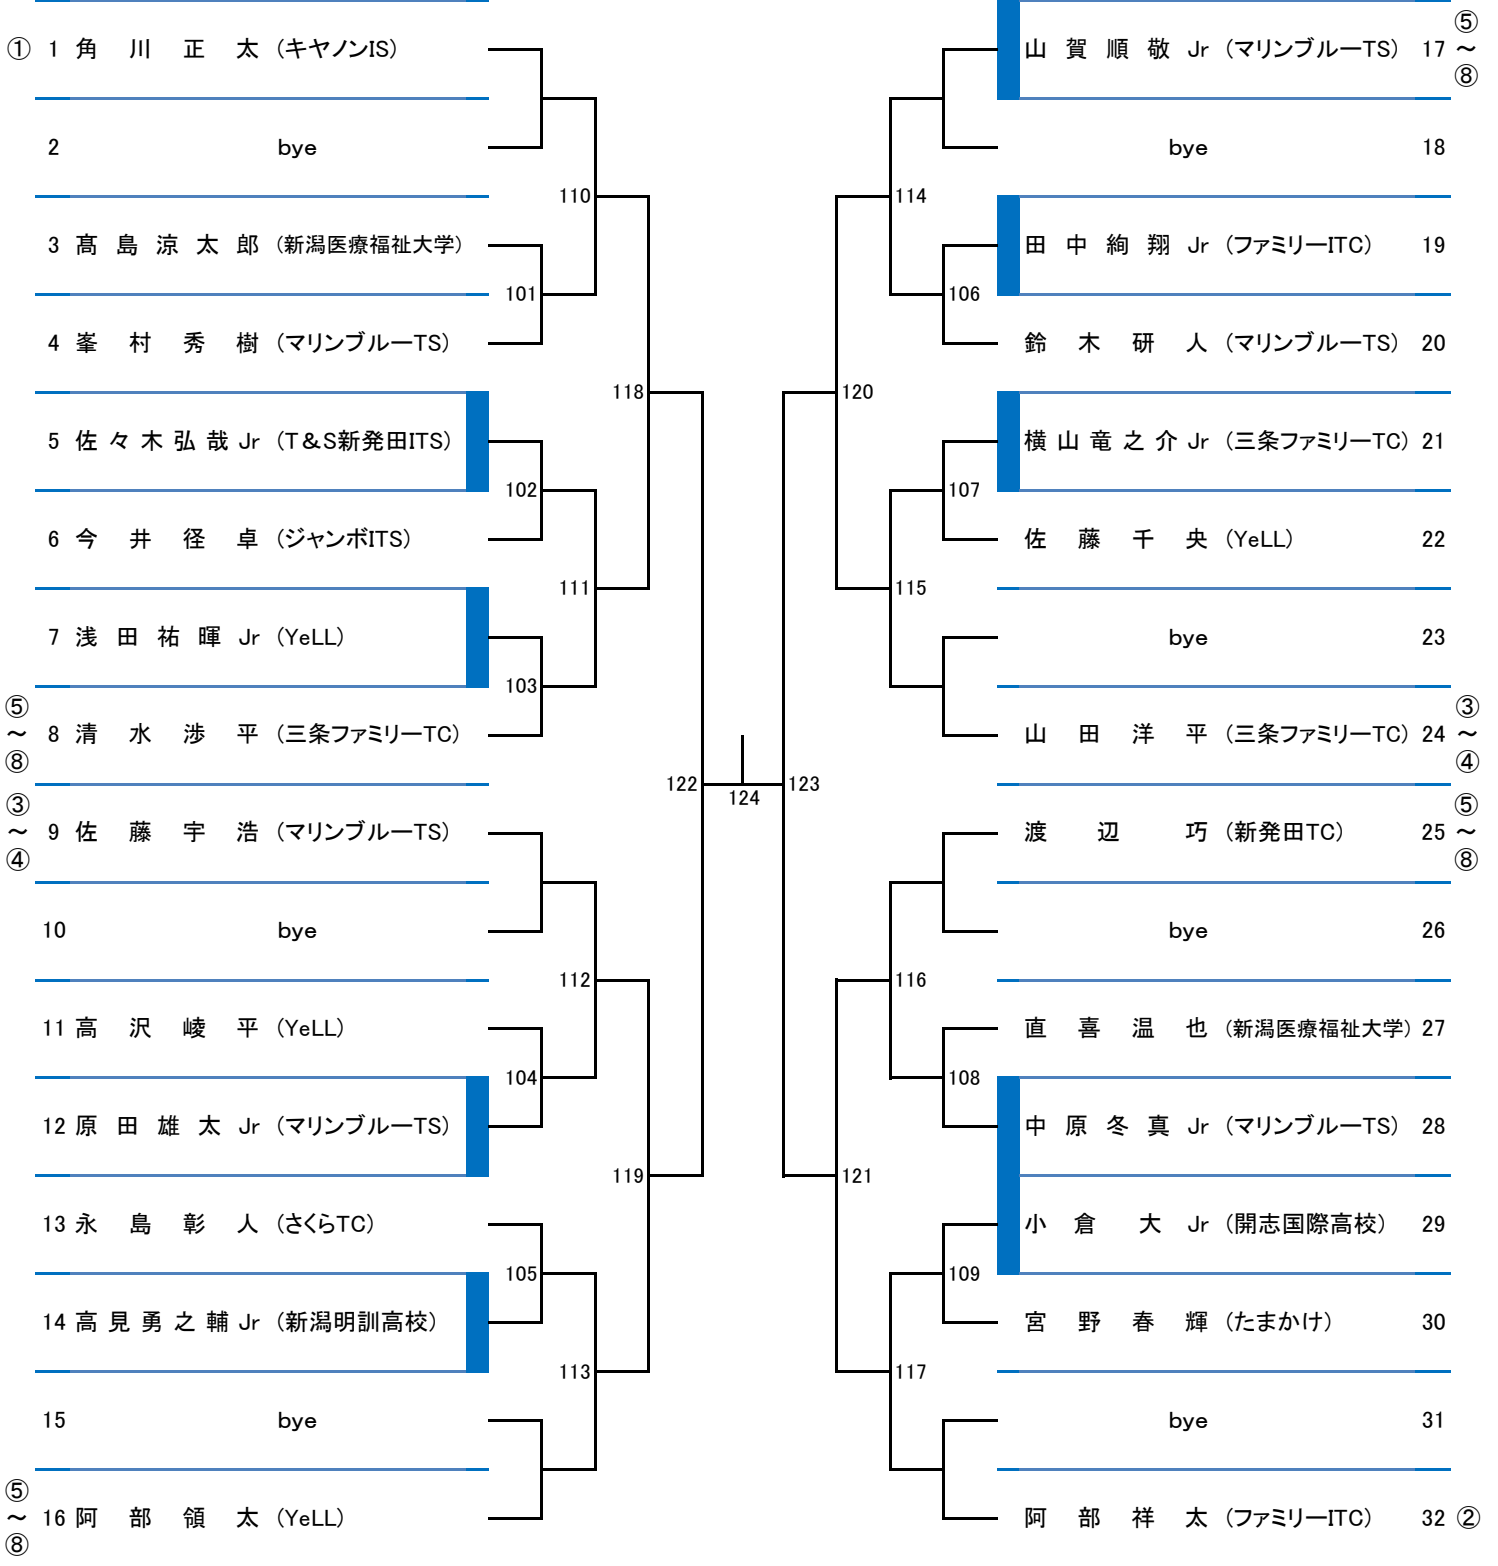 ① 1 角川正太 (キヤノンIS)
2 bye
110
3 髙島涼太郎 (新潟医療福祉大学)
101
4 峯村秀樹 (マリンブルーTS)
118
5 佐々木弘哉 Jr (T&S新発田ITS)
102
6 今井径卓 (ジャンボITS)
111
7 浅田祐暉 Jr (YeLL)
103
⑤～⑧ 8 清水渉平 (三条ファミリーTC)
122
③～④ 9 佐藤宇浩 (マリンブルーTS)
10 bye
112
11 高沢崚平 (YeLL)
104
12 原田雄太 Jr (マリンブルーTS)
119
13 永島彰人 (さくらTC)
105
14 高見勇之輔 Jr (新潟明訓高校)
113
15 bye
⑤～⑧ 16 阿部領太 (YeLL)
124
山賀順敬 Jr (マリンブルーTS) 17 ⑤～⑧
bye 18
114
田中絢翔 Jr (ファミリーITC) 19
106
鈴木研人 (マリンブルーTS) 20
120
横山竜之介 Jr (三条ファミリーTC) 21
107
佐藤千央 (YeLL) 22
115
bye 23
山田洋平 (三条ファミリーTC) 24 ③～④
123
渡辺巧 (新発田TC) 25 ⑤～⑧
bye 26
116
直喜温也 (新潟医療福祉大学) 27
108
中原冬真 Jr (マリンブルーTS) 28
121
小倉大 Jr (開志国際高校) 29
109
宮野春輝 (たまかけ) 30
117
bye 31
阿部祥太 (ファミリーITC) 32 ②